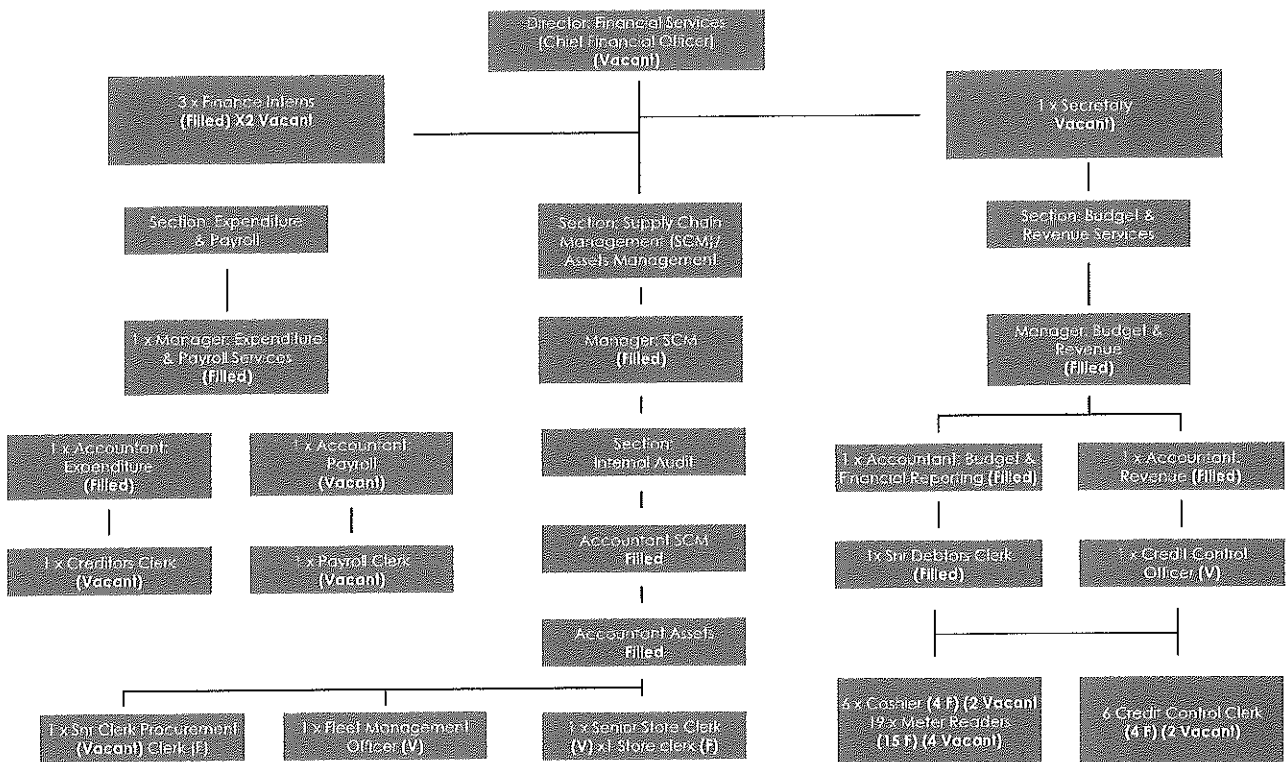 Director: Financial Services
(Chief Financial Officer)
(Vacant)
3 x Finance Interns
(Filled) X2 Vacant
1 x Secretary
Vacant)
Section: Expenditure
& Payroll
Section: Supply Chain
Management (SCM)/
Assets Management
Section: Budget &
Revenue Services
1 x Manager: Expenditure
& Payroll Services
(Filled)
Manager: SCM
(Filled)
Manager: Budget &
Revenue
(Filled)
1 x Accountant:
Expenditure
(Filled)
1 x Accountant
Payroll
(Vacant)
Section:
Internal Audit
1 x Accountant: Budget &
Financial Reporting (Filled)
1 x Accountant:
Revenue (Filled)
1 x Creditors Clerk
(Vacant)
1 x Payroll Clerk
(Vacant)
Accountant SCM
Filled
1 x Snr Debtors Clerk
(Filled)
1 x Credit Control
Officer (V)
Accountant Assets
Filled
1 x Snr Clerk Procurement
(Vacant) Clerk (F)
1 x Fleet Management
Officer (V)
1 x Senior Store Clerk
(V) x1 Store clerk (F)
6 x Cashier (4 F) (2 Vacant
19 x Meter Readers
(15 F) (4 Vacant)
6 Credit Control Clerk
(4 F) (2 Vacant)